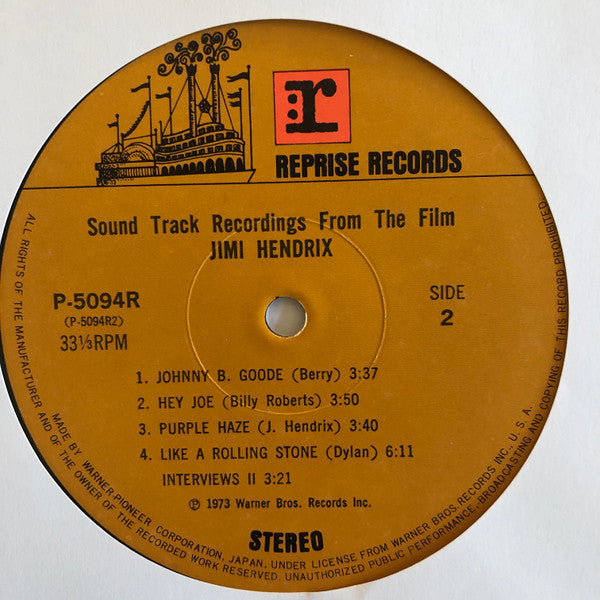 r
REPRISE RECORDS
Sound Track Recordings From The Film
JIMI HENDRIX
P-5094R
(P-5094R2)
33⅓RPM
SIDE
2
1. JOHNNY B. GOODE (Berry) 3:37
2. HEY JOE (Billy Roberts) 3:50
3. PURPLE HAZE (J. Hendrix) 3:40
4. LIKE A ROLLING STONE (Dylan) 6:11
INTERVIEWS II 3:21
℗ 1973 Warner Bros. Records Inc.
STEREO
MADE BY WARNER-PIONEER CORPORATION, JAPAN, UNDER LICENSE FROM WARNER BROS. RECORDS INC., U.S.A.
ALL RIGHTS OF THE MANUFACTURER AND OF THE OWNER OF THE RECORDED WORK RESERVED. UNAUTHORIZED PUBLIC PERFORMANCE, BROADCASTING AND COPYING OF THIS RECORD PROHIBITED.